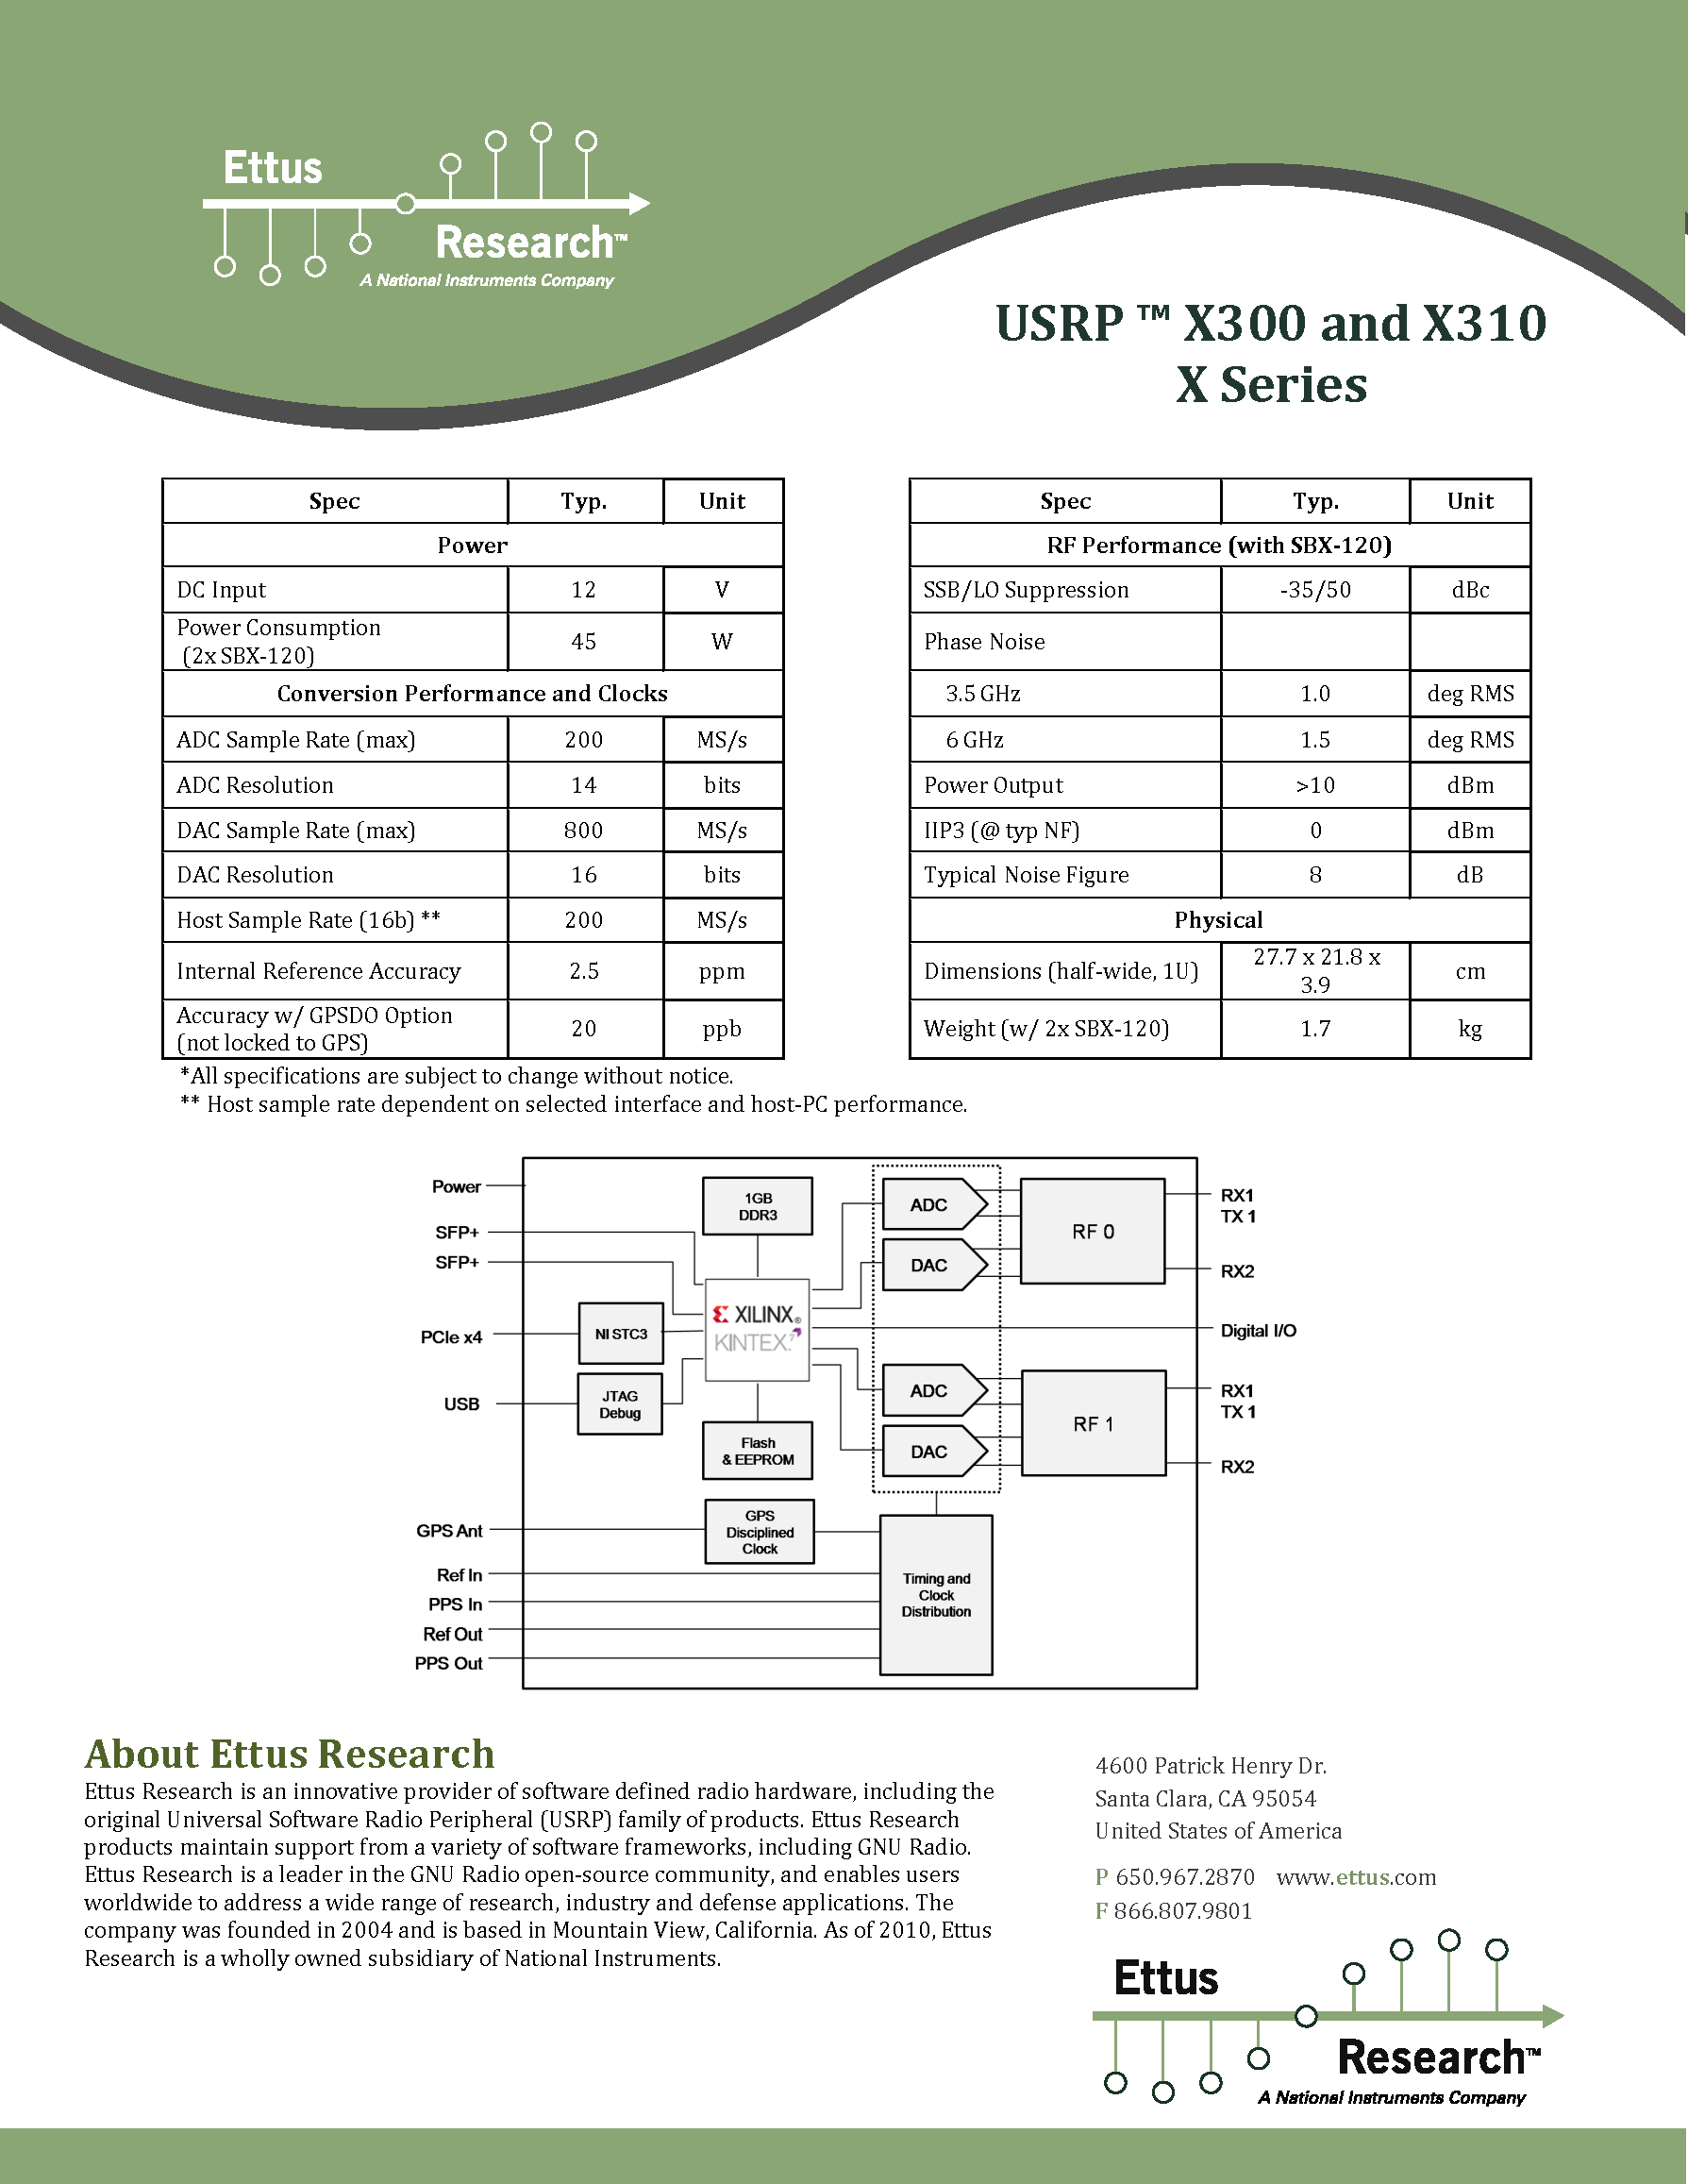 Ettus
Research™
A National Instruments Company
USRP ™ X300 and X310
X Series
Spec Typ. Unit
Power
DC Input 12 V
Power Consumption
(2x SBX-120) 45 W
Conversion Performance and Clocks
ADC Sample Rate (max) 200 MS/s
ADC Resolution 14 bits
DAC Sample Rate (max) 800 MS/s
DAC Resolution 16 bits
Host Sample Rate (16b) ** 200 MS/s
Internal Reference Accuracy 2.5 ppm
Accuracy w/ GPSDO Option
(not locked to GPS) 20 ppb
Spec Typ. Unit
RF Performance (with SBX-120)
SSB/LO Suppression -35/50 dBc
Phase Noise
3.5 GHz 1.0 deg RMS
6 GHz 1.5 deg RMS
Power Output >10 dBm
IIP3 (@ typ NF) 0 dBm
Typical Noise Figure 8 dB
Physical
Dimensions (half-wide, 1U) 27.7 x 21.8 x
3.9 cm
Weight (w/ 2x SBX-120) 1.7 kg
*All specifications are subject to change without notice.
** Host sample rate dependent on selected interface and host-PC performance.
Power
SFP+
SFP+
PCIe x4
USB
GPS Ant
Ref In
PPS In
Ref Out
PPS Out
1GB
DDR3
NI STC3
JTAG
Debug
XILINX®
KINTEX.7
Flash
& EEPROM
GPS
Disciplined
Clock
ADC
DAC
ADC
DAC
Timing and
Clock
Distribution
RF 0
RF 1
RX1
TX 1
RX2
Digital I/O
RX1
TX 1
RX2
About Ettus Research
Ettus Research is an innovative provider of software defined radio hardware, including the
original Universal Software Radio Peripheral (USRP) family of products. Ettus Research
products maintain support from a variety of software frameworks, including GNU Radio.
Ettus Research is a leader in the GNU Radio open-source community, and enables users
worldwide to address a wide range of research, industry and defense applications. The
company was founded in 2004 and is based in Mountain View, California. As of 2010, Ettus
Research is a wholly owned subsidiary of National Instruments.
4600 Patrick Henry Dr.
Santa Clara, CA 95054
United States of America
P 650.967.2870 www.ettus.com
F 866.807.9801
Ettus
Research™
A National Instruments Company